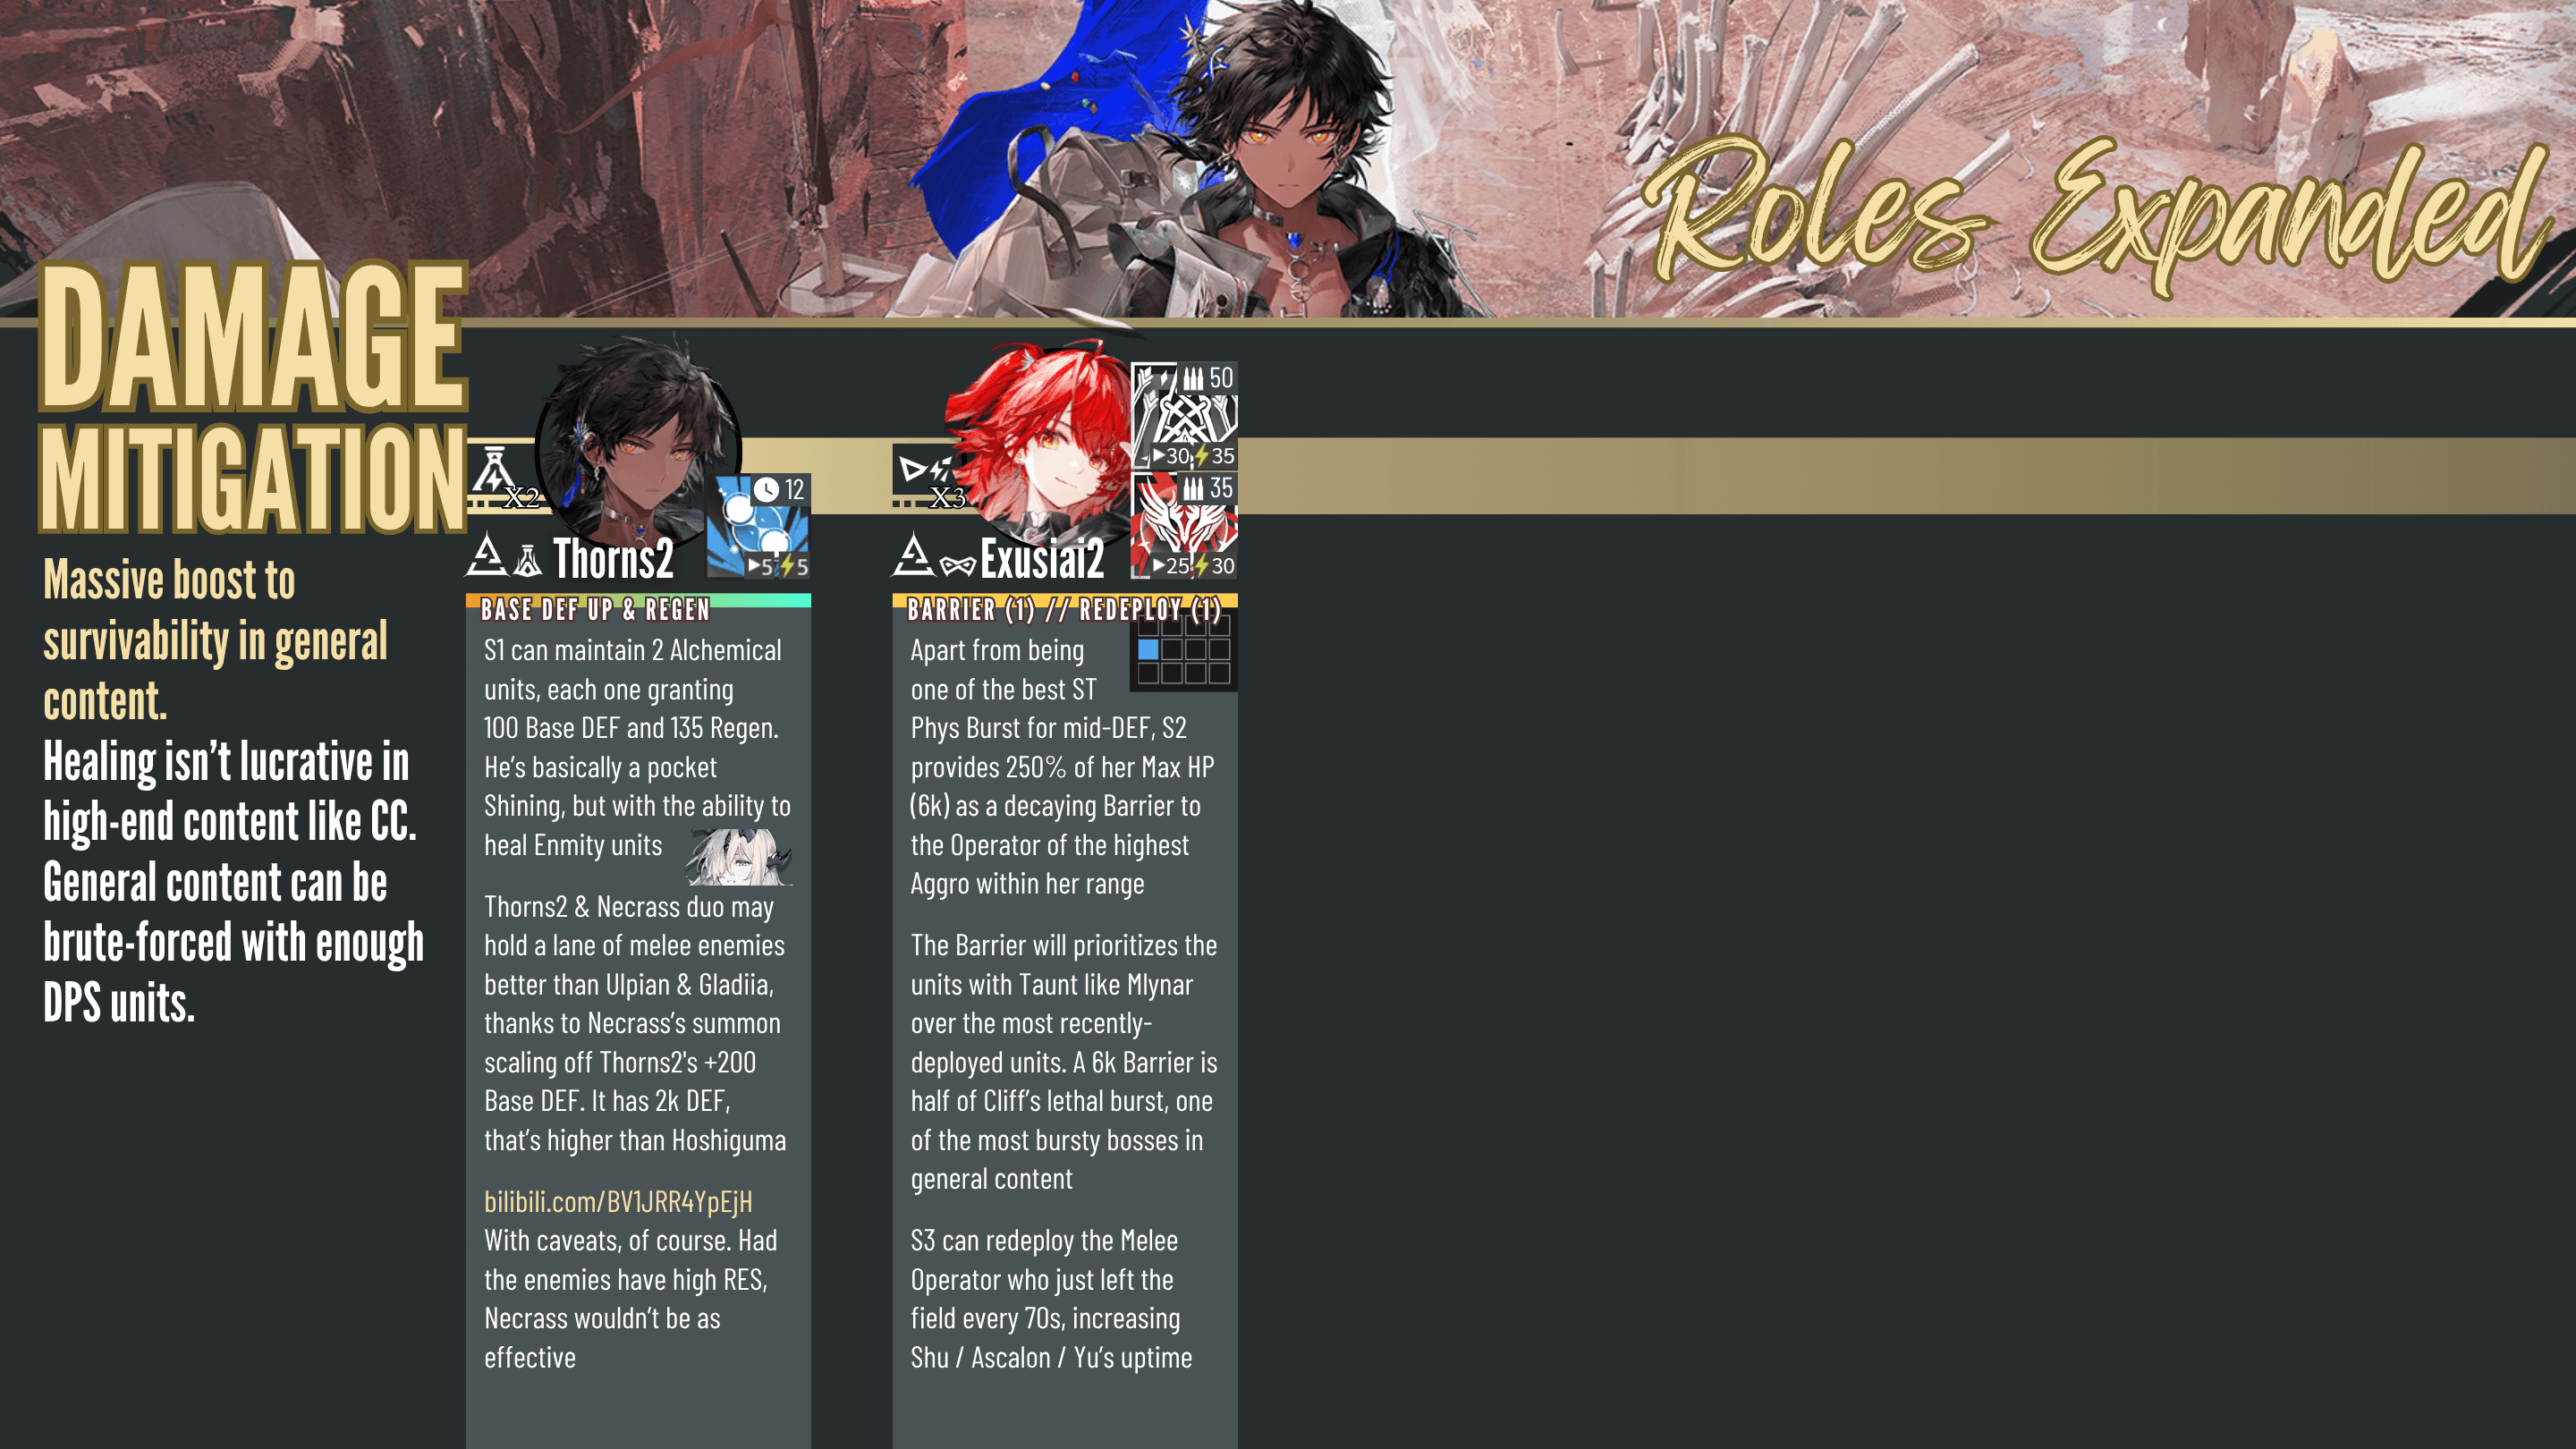 Roles Expanded
DAMAGE
MITIGATION
Massive boost to
survivability in general
content.
Healing isn't lucrative in
high-end content like CC.
General content can be
brute-forced with enough
DPS units.
X2
12
5 5
Thorns2
BASE DEF UP & REGEN
S1 can maintain 2 Alchemical
units, each one granting
100 Base DEF and 135 Regen.
He's basically a pocket
Shining, but with the ability to
heal Enmity units
Thorns2 & Necrass duo may
hold a lane of melee enemies
better than Ulpian & Gladiia,
thanks to Necrass's summon
scaling off Thorns2's +200
Base DEF. It has 2k DEF,
that's higher than Hoshiguma
bilibili.com/BV1JRR4YpEjH
With caveats, of course. Had
the enemies have high RES,
Necrass wouldn't be as
effective
X3
50
30 35
35
25 30
Exusiai2
BARRIER (1) // REDEPLOY (1)
Apart from being
one of the best ST
Phys Burst for mid-DEF, S2
provides 250% of her Max HP
(6k) as a decaying Barrier to
the Operator of the highest
Aggro within her range
The Barrier will prioritizes the
units with Taunt like Mlynar
over the most recently-
deployed units. A 6k Barrier is
half of Cliff's lethal burst, one
of the most bursty bosses in
general content
S3 can redeploy the Melee
Operator who just left the
field every 70s, increasing
Shu / Ascalon / Yu's uptime